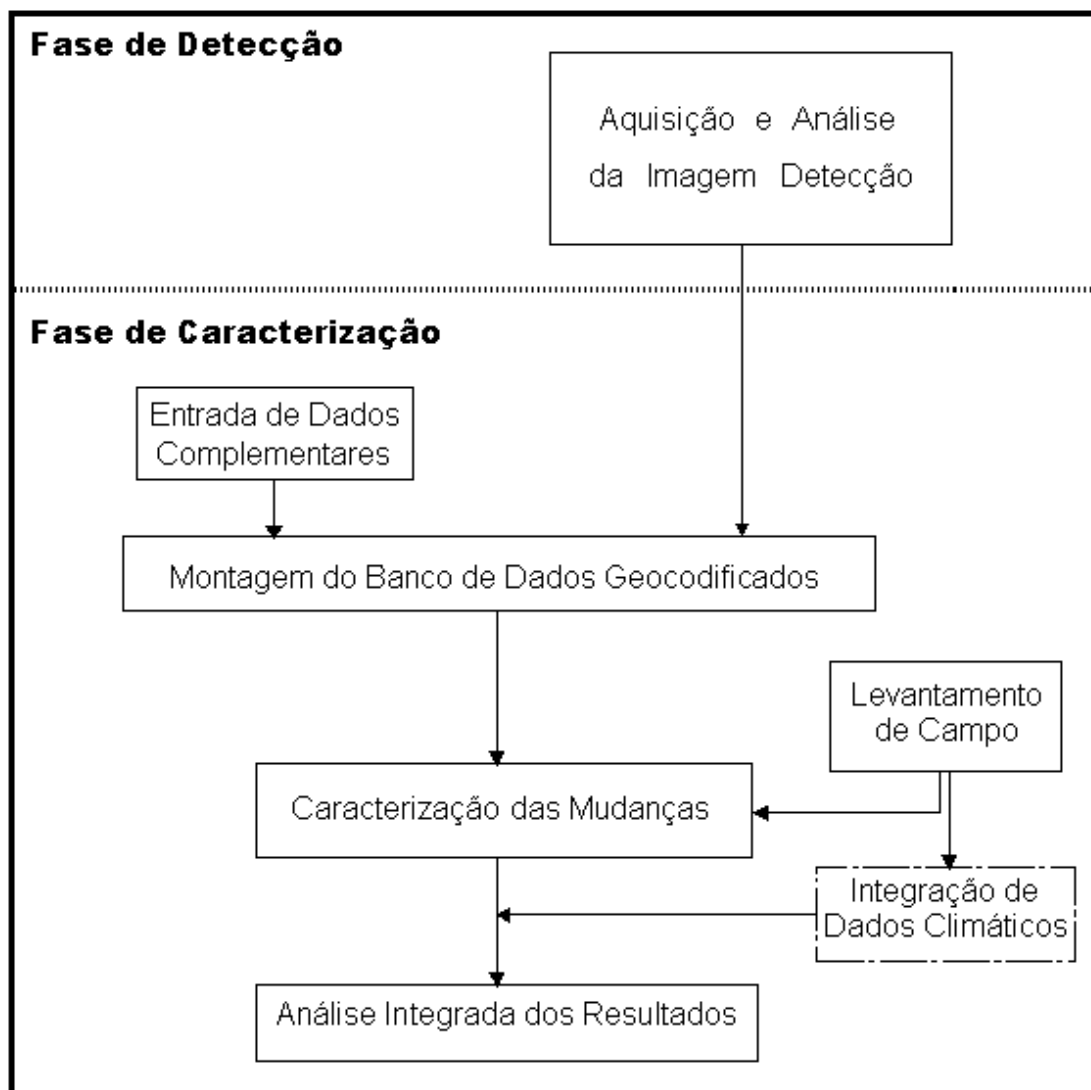 Fase de Detecção
Aquisição e Análise
da Imagem Detecção
Fase de Caracterização
Entrada de Dados
Complementares
Montagem do Banco de Dados Geocodificados
Levantamento
de Campo
Caracterização das Mudanças
Integração de
Dados Climáticos
Análise Integrada dos Resultados